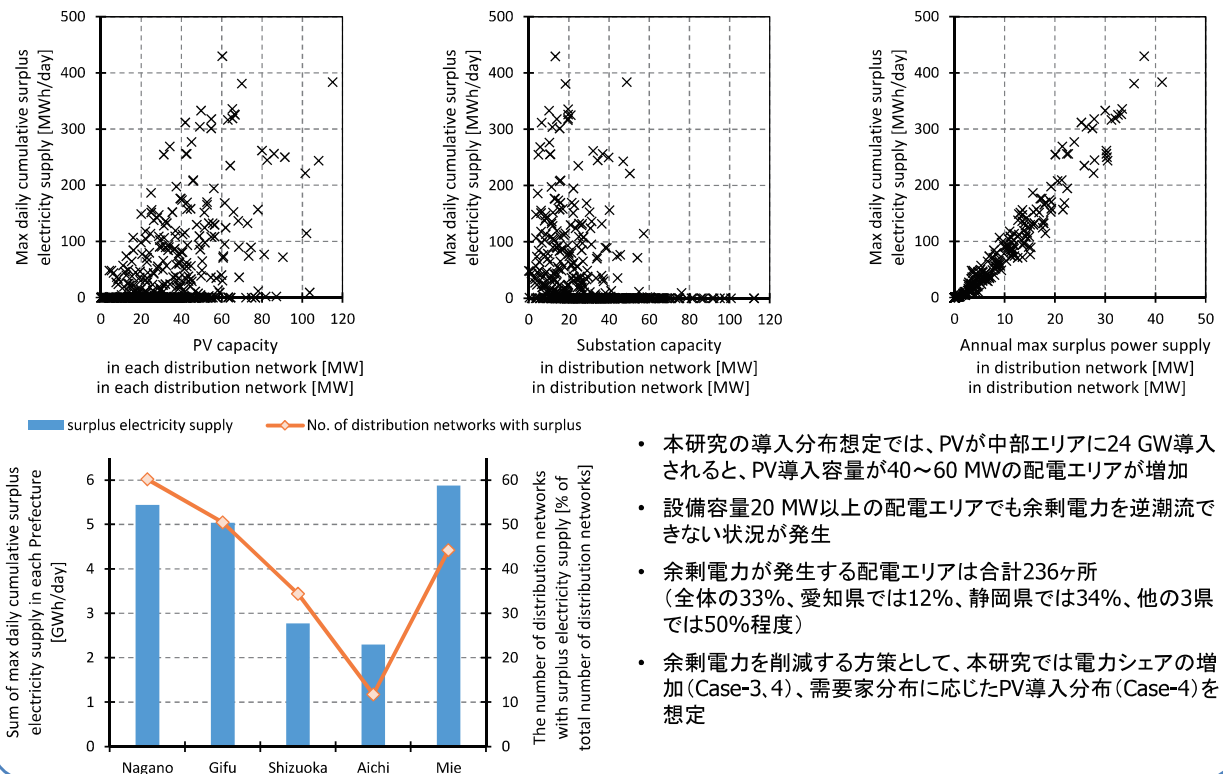 Max daily cumulative surplus
electricity supply [MWh/day]
500
400
300
200
100
0
0 20 40 60 80 100 120
PV capacity
in each distribution network [MW]
in each distribution network [MW]
Max daily cumulative surplus
electricity supply [MWh/day]
500
400
300
200
100
0
0 20 40 60 80 100 120
Substation capacity
in distribution network [MW]
in distribution network [MW]
Max daily cumulative surplus
electricity supply [MWh/day]
500
400
300
200
100
0
0 10 20 30 40 50
Annual max surplus power supply
in distribution network [MW]
in distribution network [MW]
surplus electricity supply
No. of distribution networks with surplus
Sum of max daily cumulative surplus
electricity supply in each Prefecture
[GWh/day]
6
5
4
3
2
1
0
60
50
40
30
20
10
0
The number of distribution networks
with surplus electricity supply [% of
total number of distribution networks]
Nagano Gifu Shizuoka Aichi Mie
• 本研究の導入分布想定では、PVが中部エリアに24 GW導入
されると、PV導入容量が40～60 MWの配電エリアが増加
• 設備容量20 MW以上の配電エリアでも余剰電力を逆潮流で
きない状況が発生
• 余剰電力が発生する配電エリアは合計236ヶ所
（全体の33%、愛知県では12%、静岡県では34%、他の3県
では50%程度）
• 余剰電力を削減する方策として、本研究では電力シェアの増
加（Case-3、4）、需要家分布に応じたPV導入分布（Case-4）を
想定